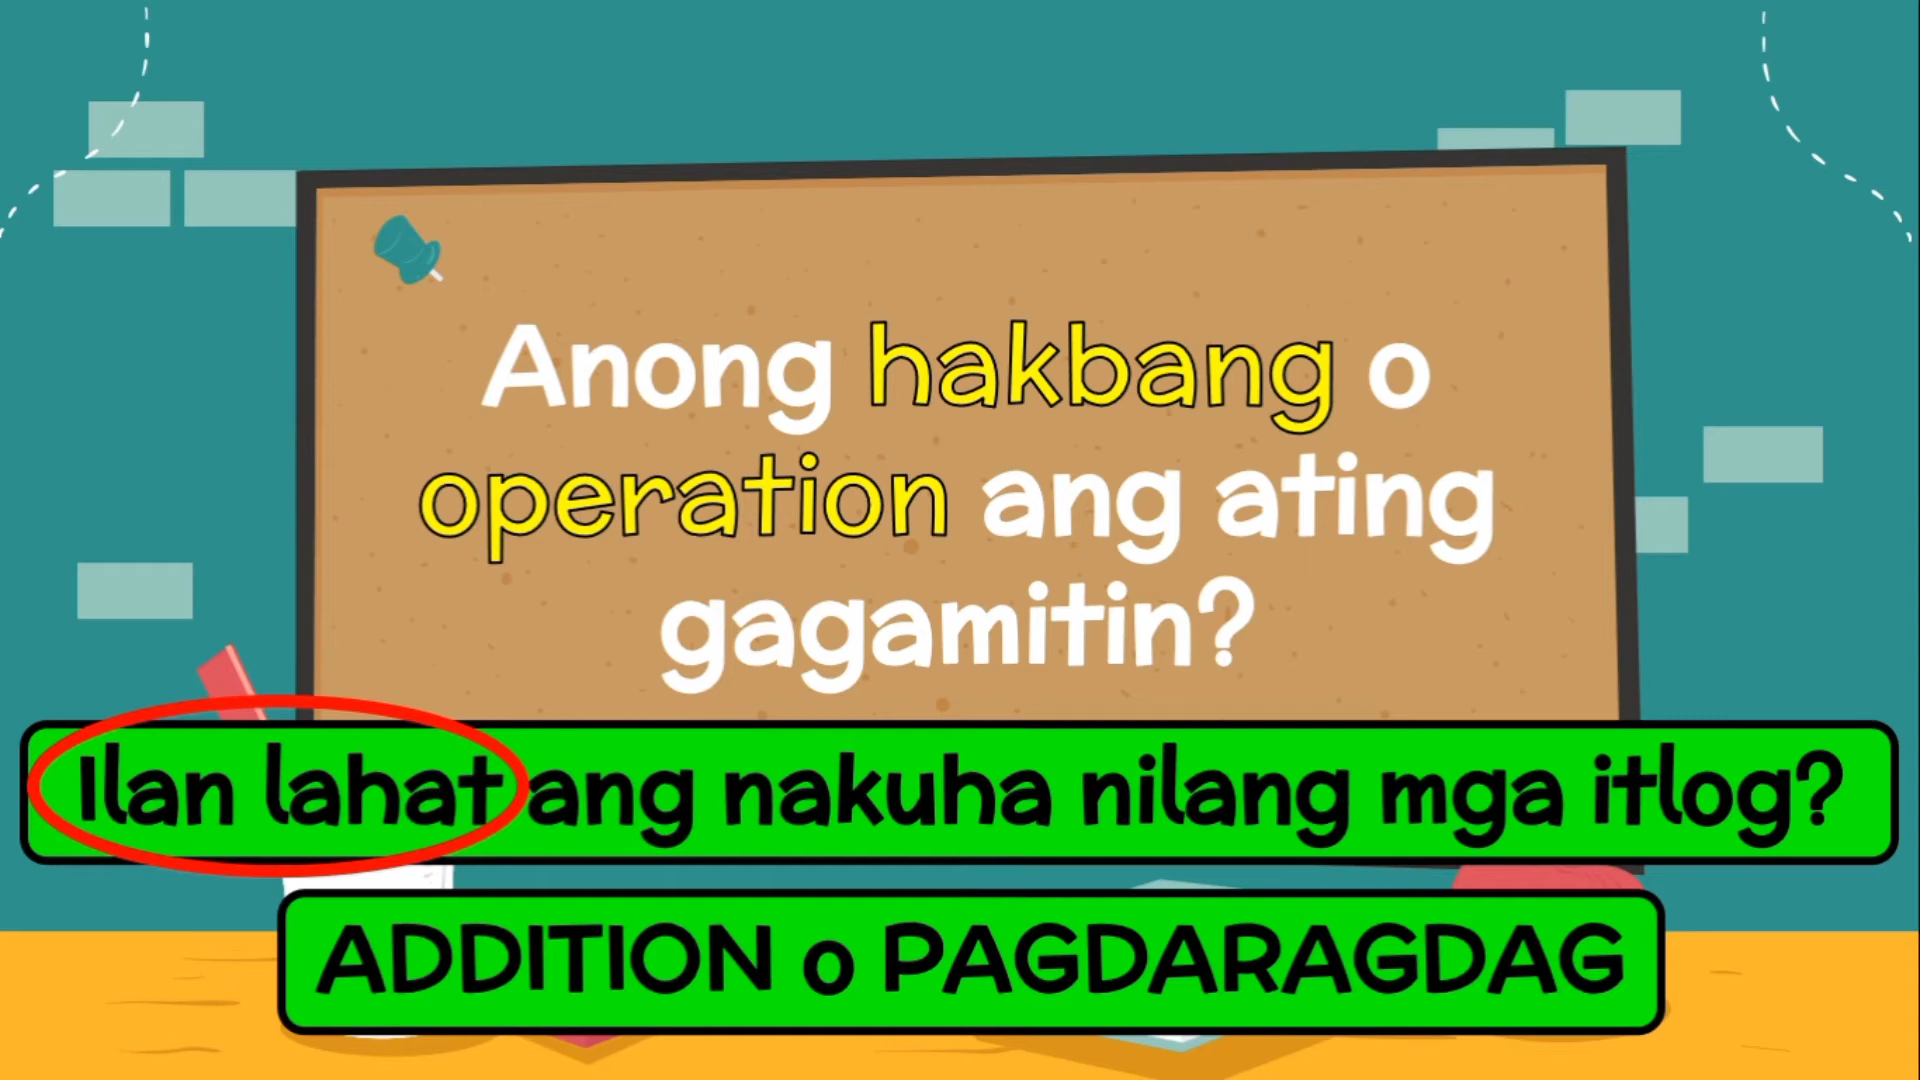 Anong hakbang o
operation ang ating
gagamitin?
Ilan lahat ang nakuha nilang mga itlog?
ADDITION o PAGDARAGDAG